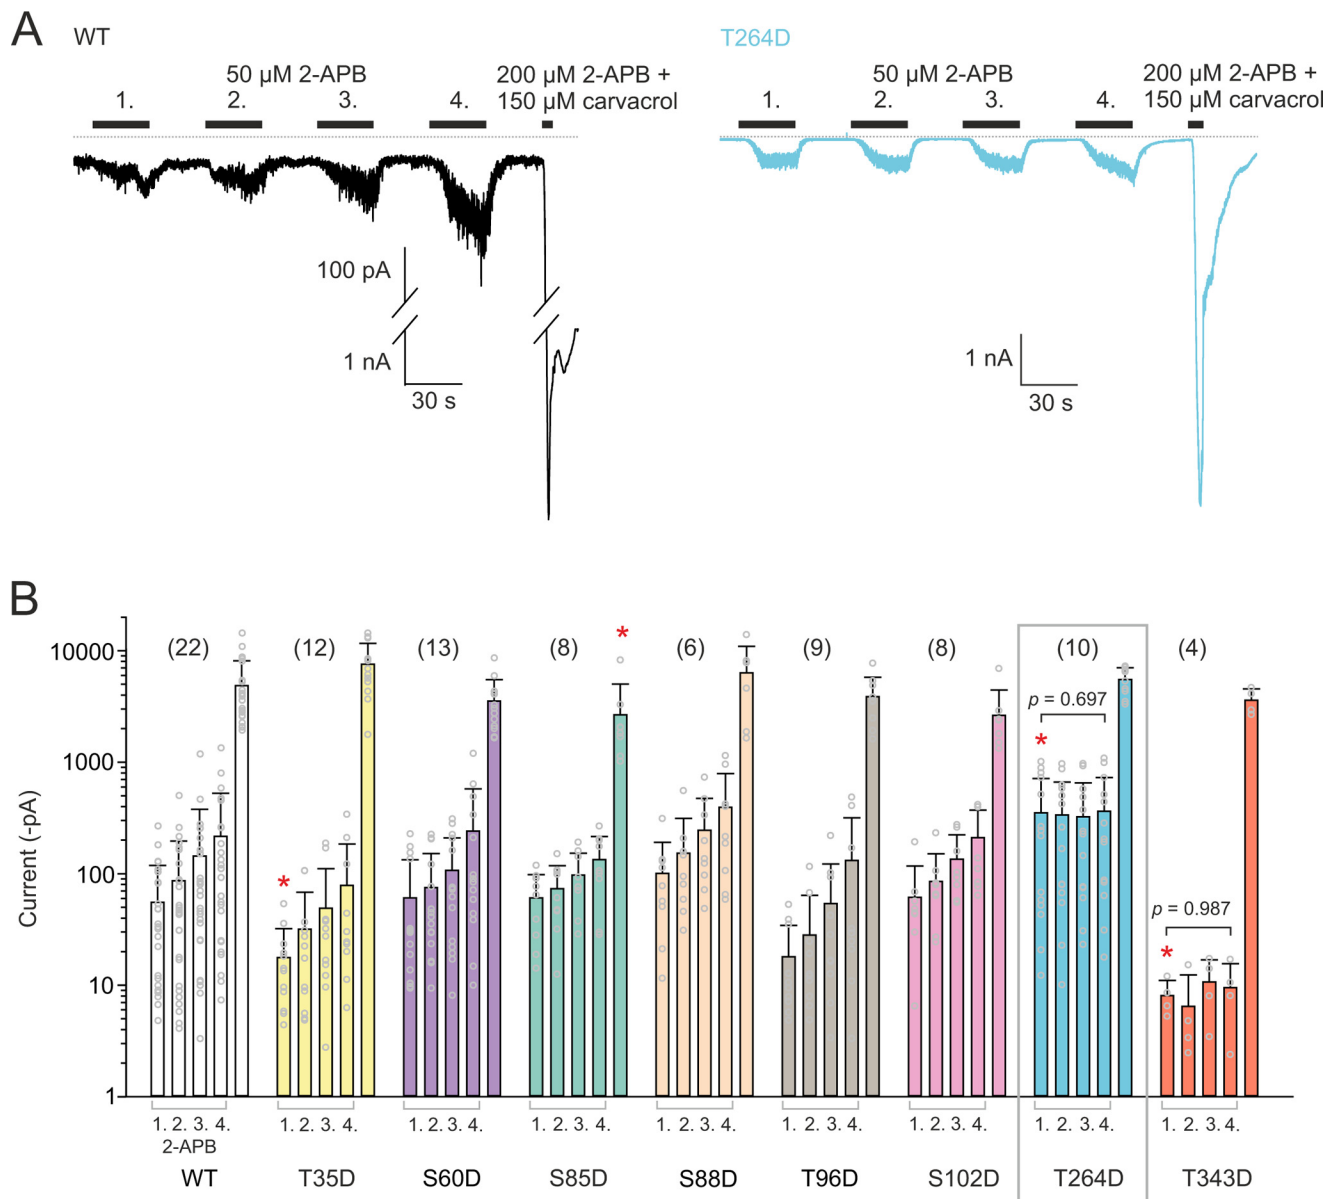 A
WT
50 µM 2-APB
200 µM 2-APB +
150 µM carvacrol
1. 2. 3. 4.
100 pA
1 nA
30 s
T264D
50 µM 2-APB
200 µM 2-APB +
150 µM carvacrol
1. 2. 3. 4.
1 nA
30 s
B
Current (-pA)
10000
1000
100
10
1
(22) (12) (13) (8) (6) (9) (8) (10) (4)
* * * *
p = 0.697
p = 0.987
1. 2. 3. 4. 1. 2. 3. 4. 1. 2. 3. 4. 1. 2. 3. 4. 1. 2. 3. 4. 1. 2. 3. 4. 1. 2. 3. 4. 1. 2. 3. 4. 1. 2. 3. 4.
2-APB
WT T35D S60D S85D S88D T96D S102D T264D T343D